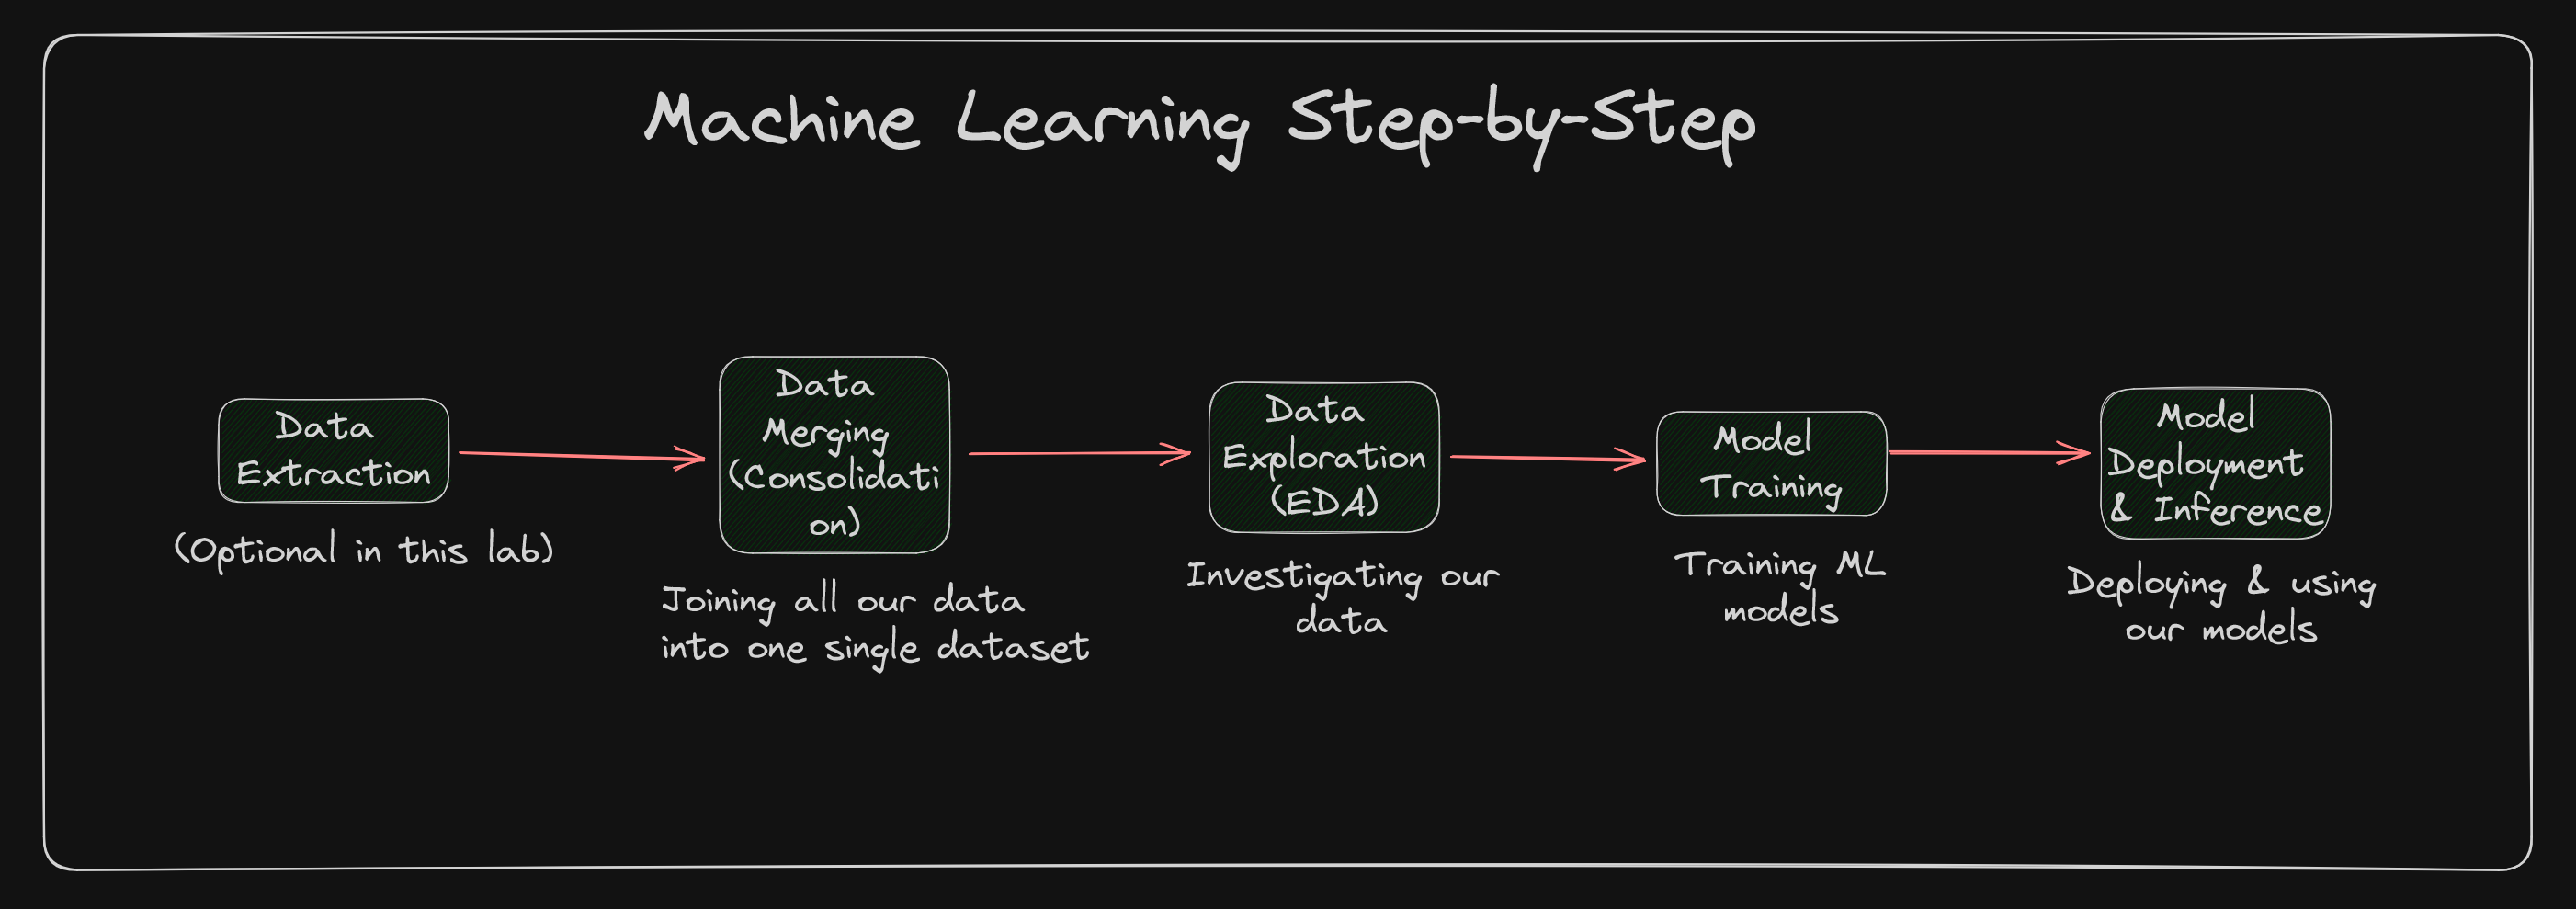 Machine Learning Step-by-Step
Data
Extraction
(Optional in this lab)
Data
Merging
(Consolidati
on)
Joining all our data
into one single dataset
Data
Exploration
(EDA)
Investigating our
data
Model
Training
Training ML
models
Model
Deployment
& Inference
Deploying & using
our models